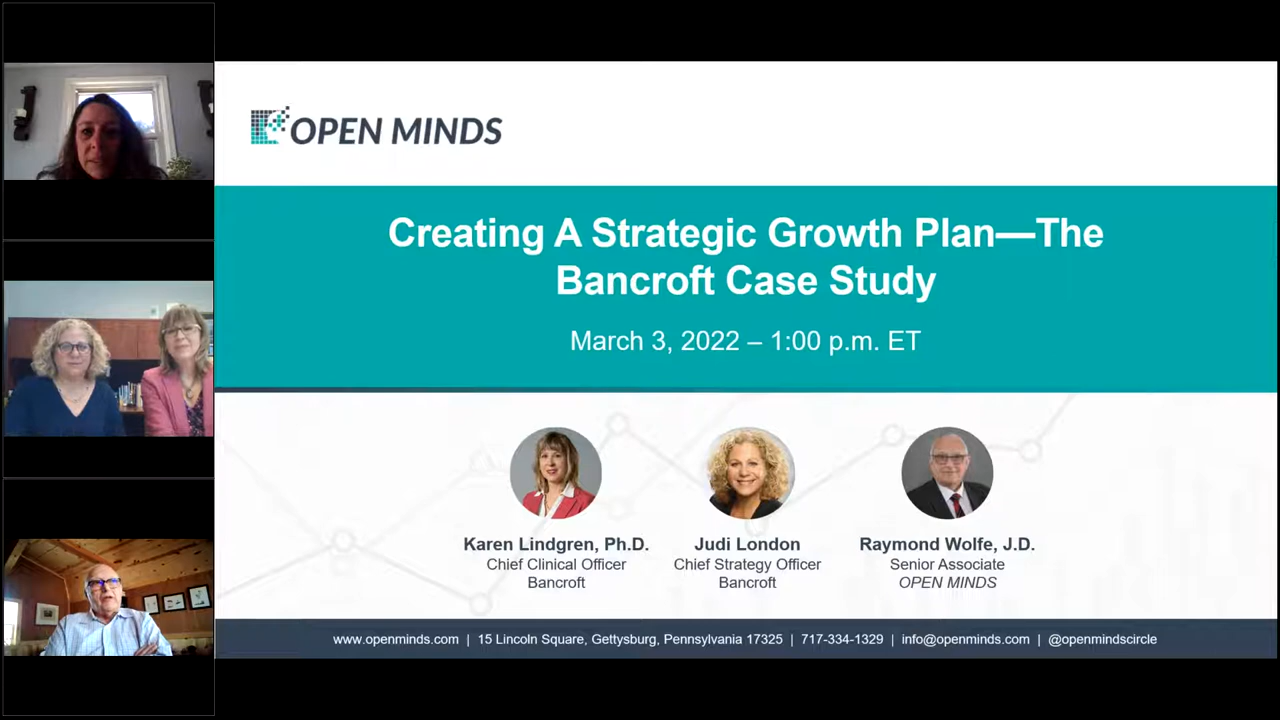 OPEN MINDS
Creating A Strategic Growth Plan—The
Bancroft Case Study
March 3, 2022 – 1:00 p.m. ET
Karen Lindgren, Ph.D.
Chief Clinical Officer
Bancroft
Judi London
Chief Strategy Officer
Bancroft
Raymond Wolfe, J.D.
Senior Associate
OPEN MINDS
www.openminds.com | 15 Lincoln Square, Gettysburg, Pennsylvania 17325 | 717-334-1329 | info@openminds.com | @openmindscircle